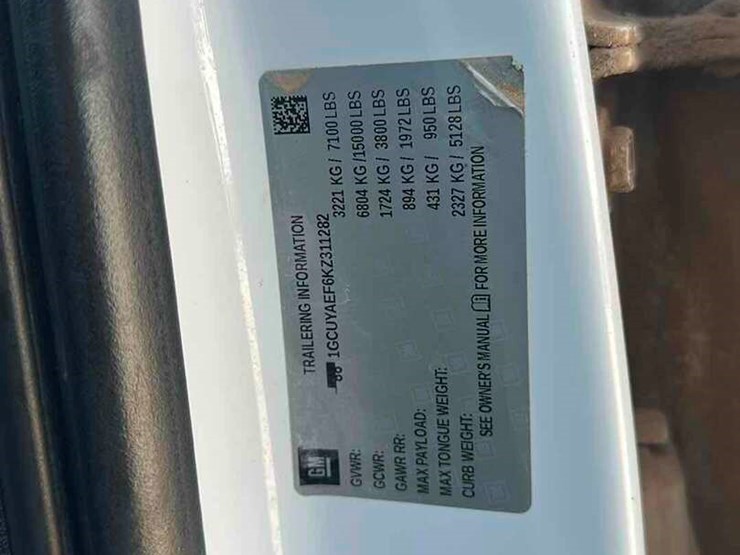 GM
TRAILERING INFORMATION
1GCUYAEF6KZ311282
GVWR: 3221 KG / 7100 LBS
GCWR: 6804 KG / 15000 LBS
GAWR RR: 1724 KG / 3800 LBS
MAX PAYLOAD: 894 KG / 1972 LBS
MAX TONGUE WEIGHT: 431 KG / 950 LBS
CURB WEIGHT: 2327 KG / 5128 LBS
SEE OWNER'S MANUAL FOR MORE INFORMATION